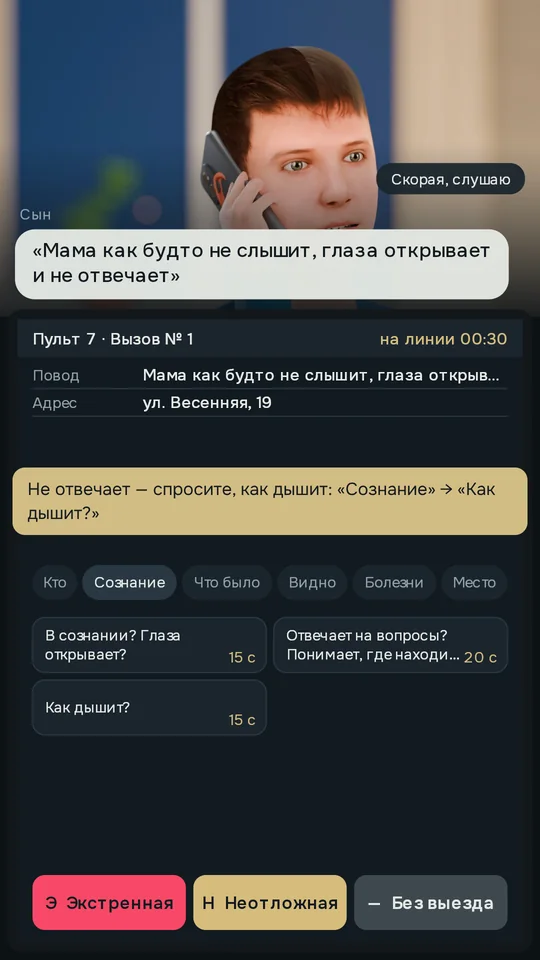 Скорая, слушаю
Сын
«Мама как будто не слышит, глаза открывает
и не отвечает»
Пульт 7 · Вызов № 1
на линии 00:30
Повод
Мама как будто не слышит, глаза открыв...
Адрес
ул. Весенняя, 19
Не отвечает — спросите, как дышит: «Сознание» → «Как
дышит?»
Кто
Сознание
Что было
Видно
Болезни
Место
В сознании? Глаза
открывает?
15 с
Отвечает на вопросы?
Понимает, где находи...
20 с
Как дышит?
15 с
Э Экстренная
Н Неотложная
— Без выезда